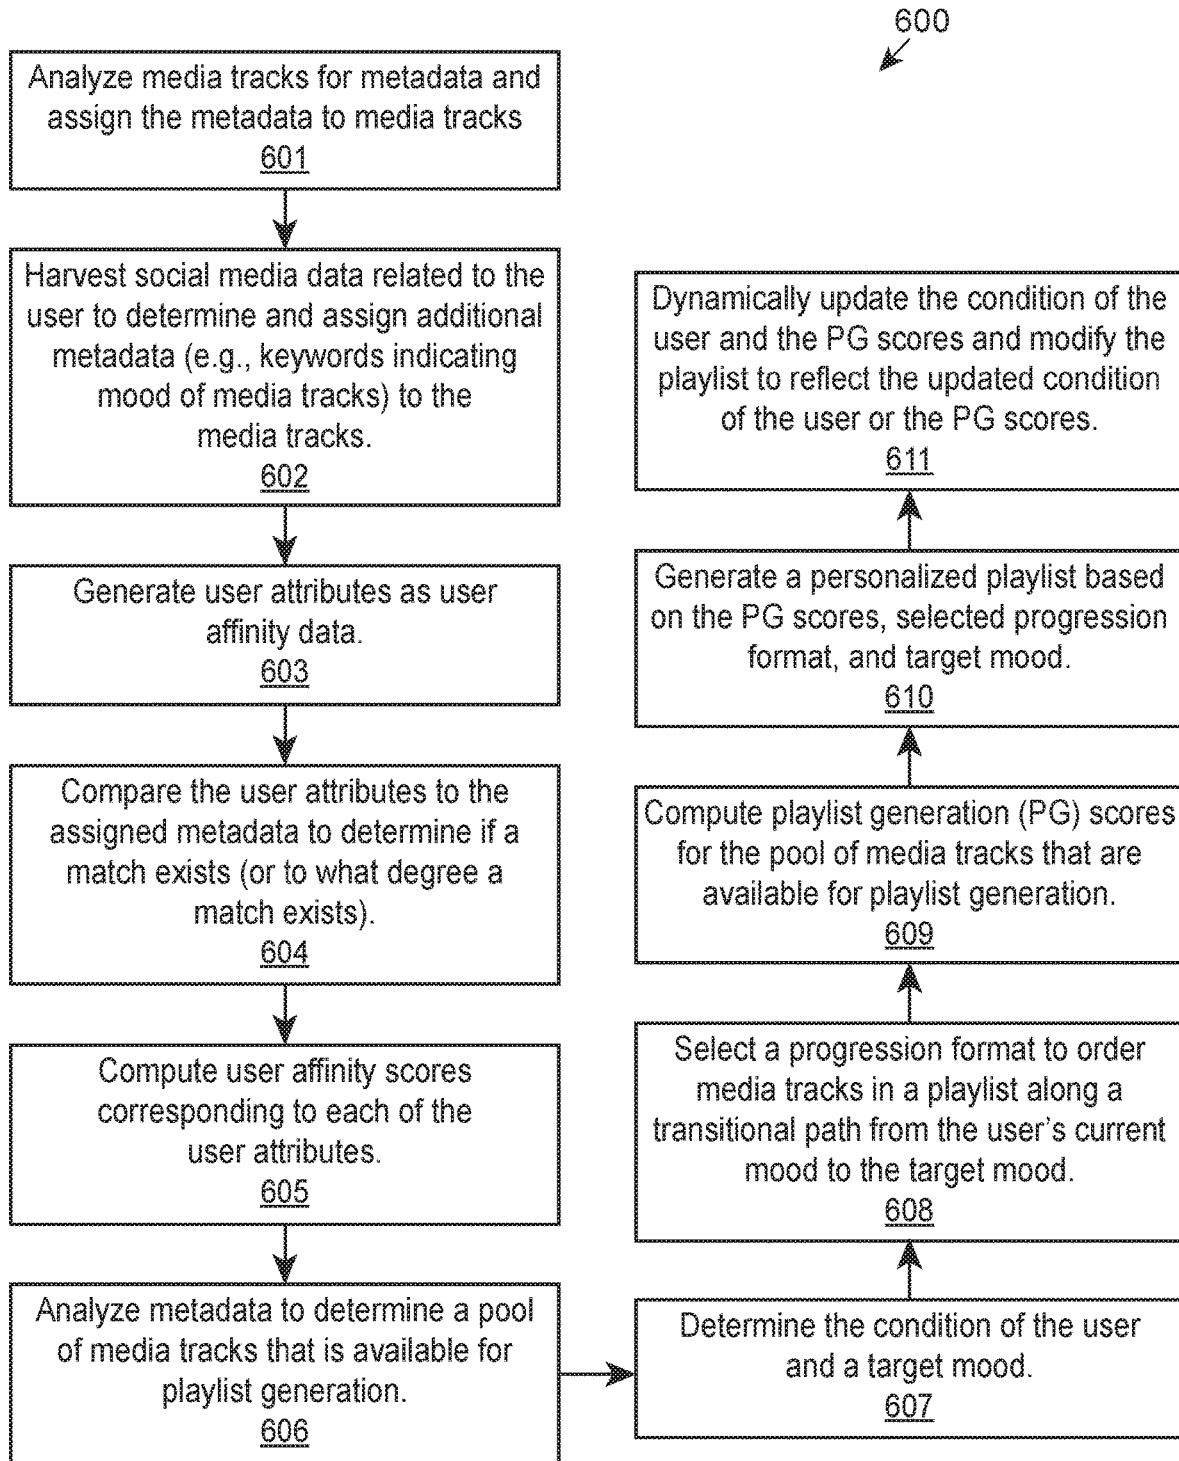 600
Analyze media tracks for metadata and
assign the metadata to media tracks
601
Harvest social media data related to the
user to determine and assign additional
metadata (e.g., keywords indicating
mood of media tracks) to the
media tracks.
602
Generate user attributes as user
affinity data.
603
Compare the user attributes to the
assigned metadata to determine if a
match exists (or to what degree a
match exists).
604
Compute user affinity scores
corresponding to each of the
user attributes.
605
Analyze metadata to determine a pool
of media tracks that is available for
playlist generation.
606
Determine the condition of the user
and a target mood.
607
Select a progression format to order
media tracks in a playlist along a
transitional path from the user's current
mood to the target mood.
608
Compute playlist generation (PG) scores
for the pool of media tracks that are
available for playlist generation.
609
Generate a personalized playlist based
on the PG scores, selected progression
format, and target mood.
610
Dynamically update the condition of the
user and the PG scores and modify the
playlist to reflect the updated condition
of the user or the PG scores.
611